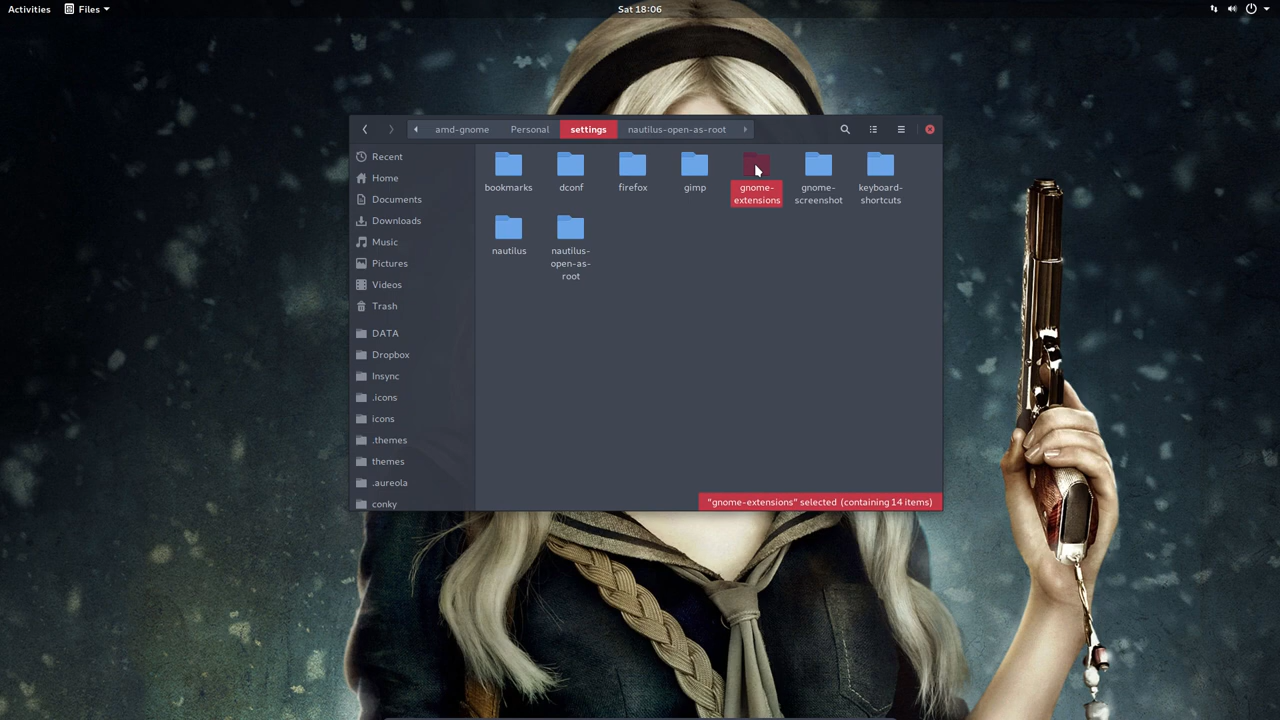 Activities Files Sat 18:06
amd-gnome Personal settings nautilus-open-as-root
Recent
Home
Documents
Downloads
Music
Pictures
Videos
Trash
DATA
Dropbox
Insync
.icons
icons
.themes
themes
.aureola
conky
bookmarks dconf firefox gimp gnome- gnome- keyboard-
extensions screenshot shortcuts
nautilus nautilus-
open-as-
root
"gnome-extensions" selected (containing 14 items)